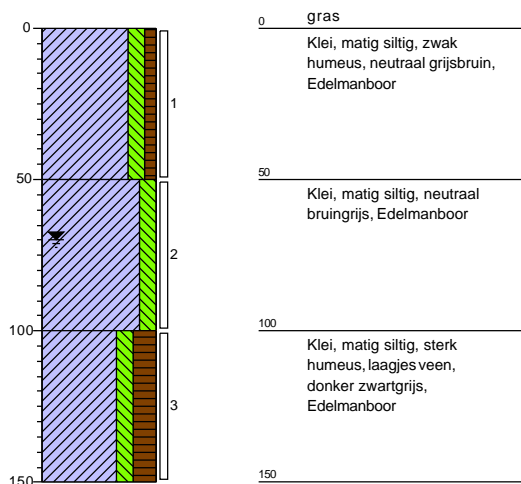 0
50
100
150
1
2
3
0
gras
Klei, matig siltig, zwak
humeus, neutraal grijsbruin,
Edelmanboor
50
Klei, matig siltig, neutraal
bruingrijs, Edelmanboor
100
Klei, matig siltig, sterk
humeus, laagjes veen,
donker zwartgrijs,
Edelmanboor
150